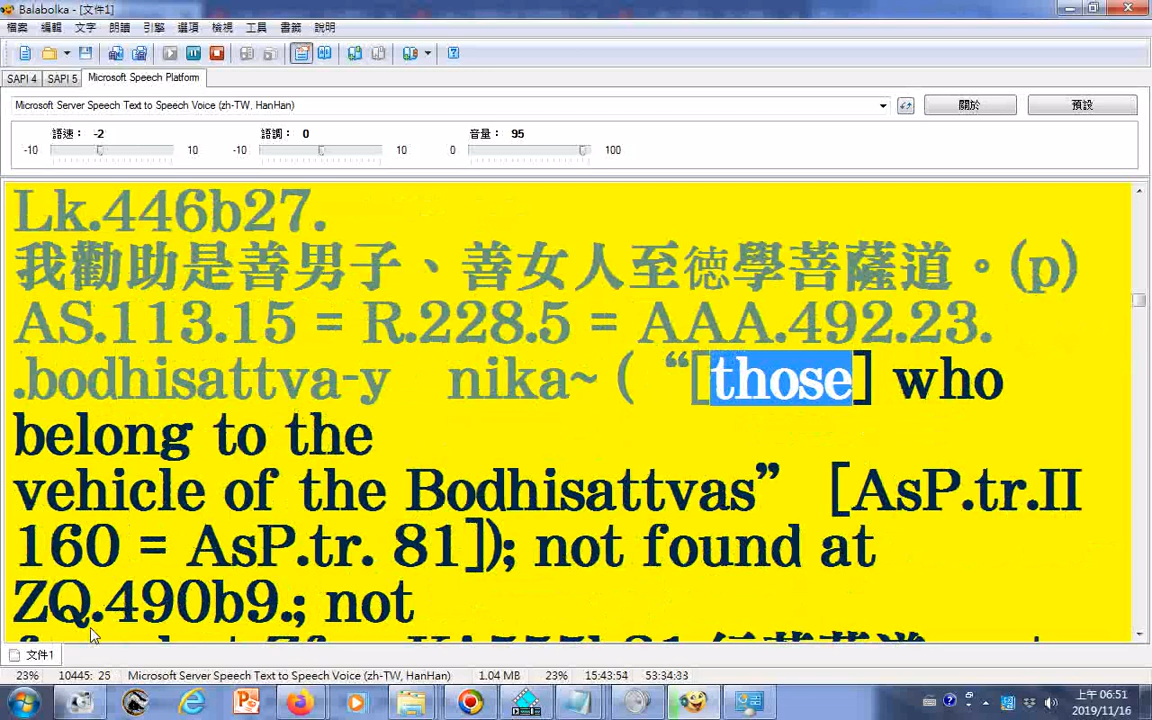 Balabolka - [文件1]
檔案 編輯 文字 朗讀 引擎 選項 檢視 工具 書籤 說明
SAPI 4 SAPI 5 Microsoft Speech Platform
Microsoft Server Speech Text to Speech Voice (zh-TW, HanHan) 關於 預設
語速： -2 語調： 0 音量： 95
-10 10 -10 10 0 100
Lk.446b27.
我勸助是善男子、善女人至德學菩薩道。(p)
AS.113.15 = R.228.5 = AAA.492.23.
.bodhisattva-y nika~ ( “[those] who
belong to the
vehicle of the Bodhisattvas” [AsP.tr.II
160 = AsP.tr. 81]); not found at
ZQ.490b9.; not
文件1
23% 10445: 25 Microsoft Server Speech Text to Speech Voice (zh-TW, HanHan) 1.04 MB 23% 15:43:54 53:34:33
上午 06:51
2019/11/16